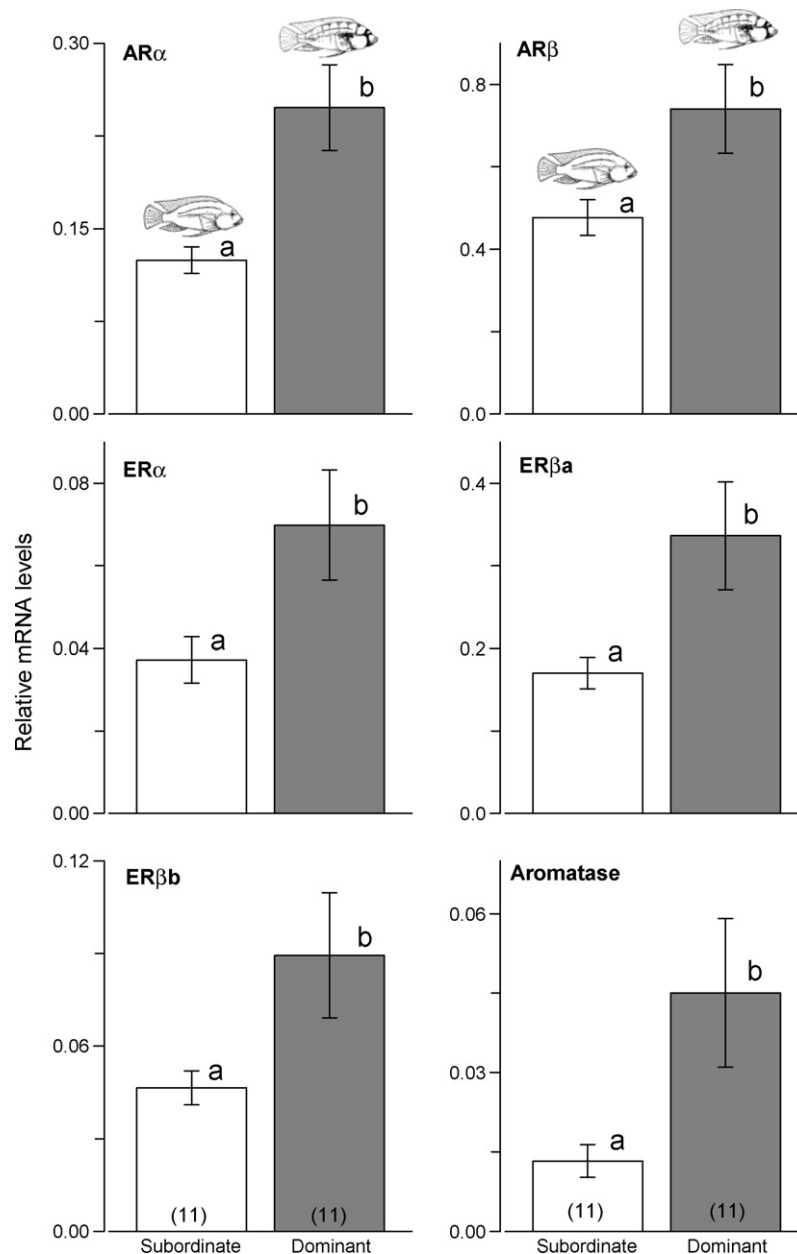 ARα
0.30
0.15
0.00
a
b
ARβ
0.8
0.4
0.0
a
b
Relative mRNA levels
ERα
0.08
0.04
0.00
a
b
ERβa
0.4
0.2
0.0
a
b
ERβb
0.12
0.06
0.00
a
b
(11)
(11)
Subordinate
Dominant
Aromatase
0.06
0.03
0.00
a
b
(11)
(11)
Subordinate
Dominant